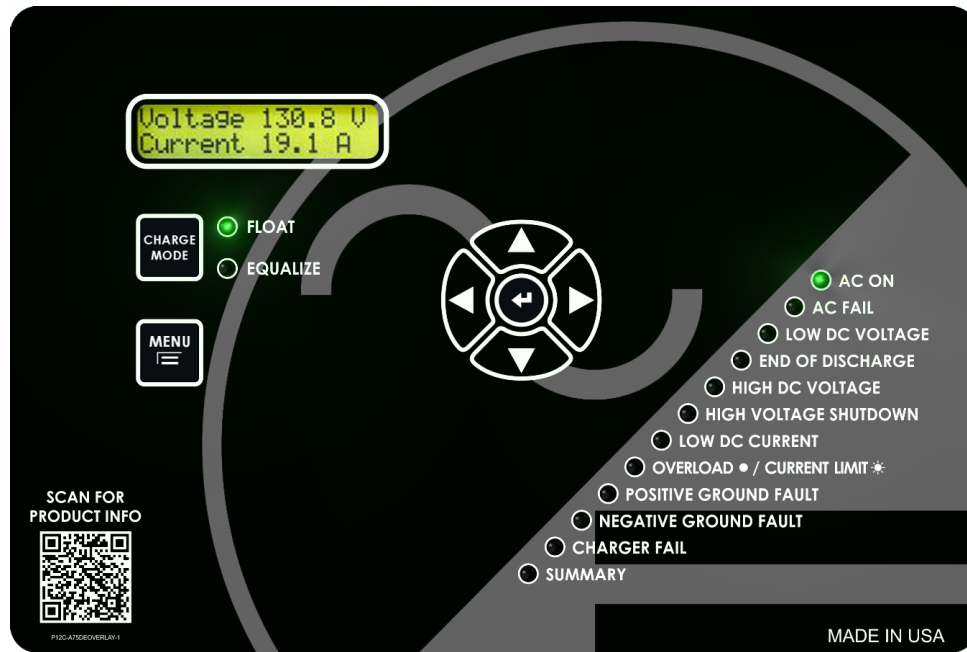 Voltage 130.8 V
Current 19.1 A
CHARGE
MODE
FLOAT
EQUALIZE
MENU
AC ON
AC FAIL
LOW DC VOLTAGE
END OF DISCHARGE
HIGH DC VOLTAGE
HIGH VOLTAGE SHUTDOWN
LOW DC CURRENT
OVERLOAD ● / CURRENT LIMIT ☀
POSITIVE GROUND FAULT
NEGATIVE GROUND FAULT
CHARGER FAIL
SUMMARY
SCAN FOR
PRODUCT INFO
P12C-A75DEOVERLAY-1
MADE IN USA